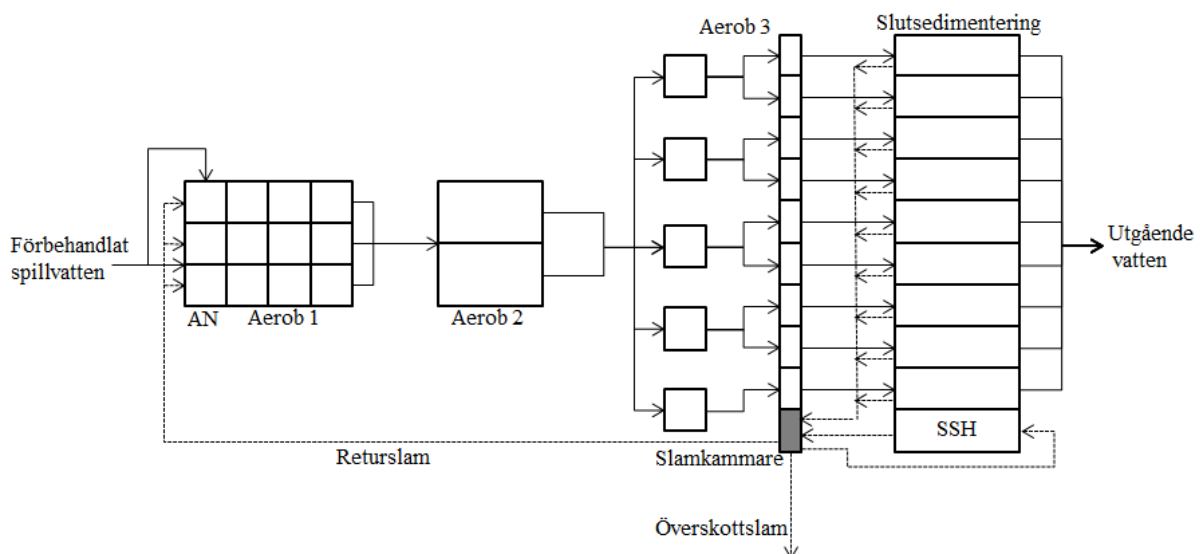 Aerob 3
Slutsedimentering
Förbehandlat
spillvatten
AN
Aerob 1
Aerob 2
Utgående
vatten
SSH
Returslam
Slamkammare
Överskottslam